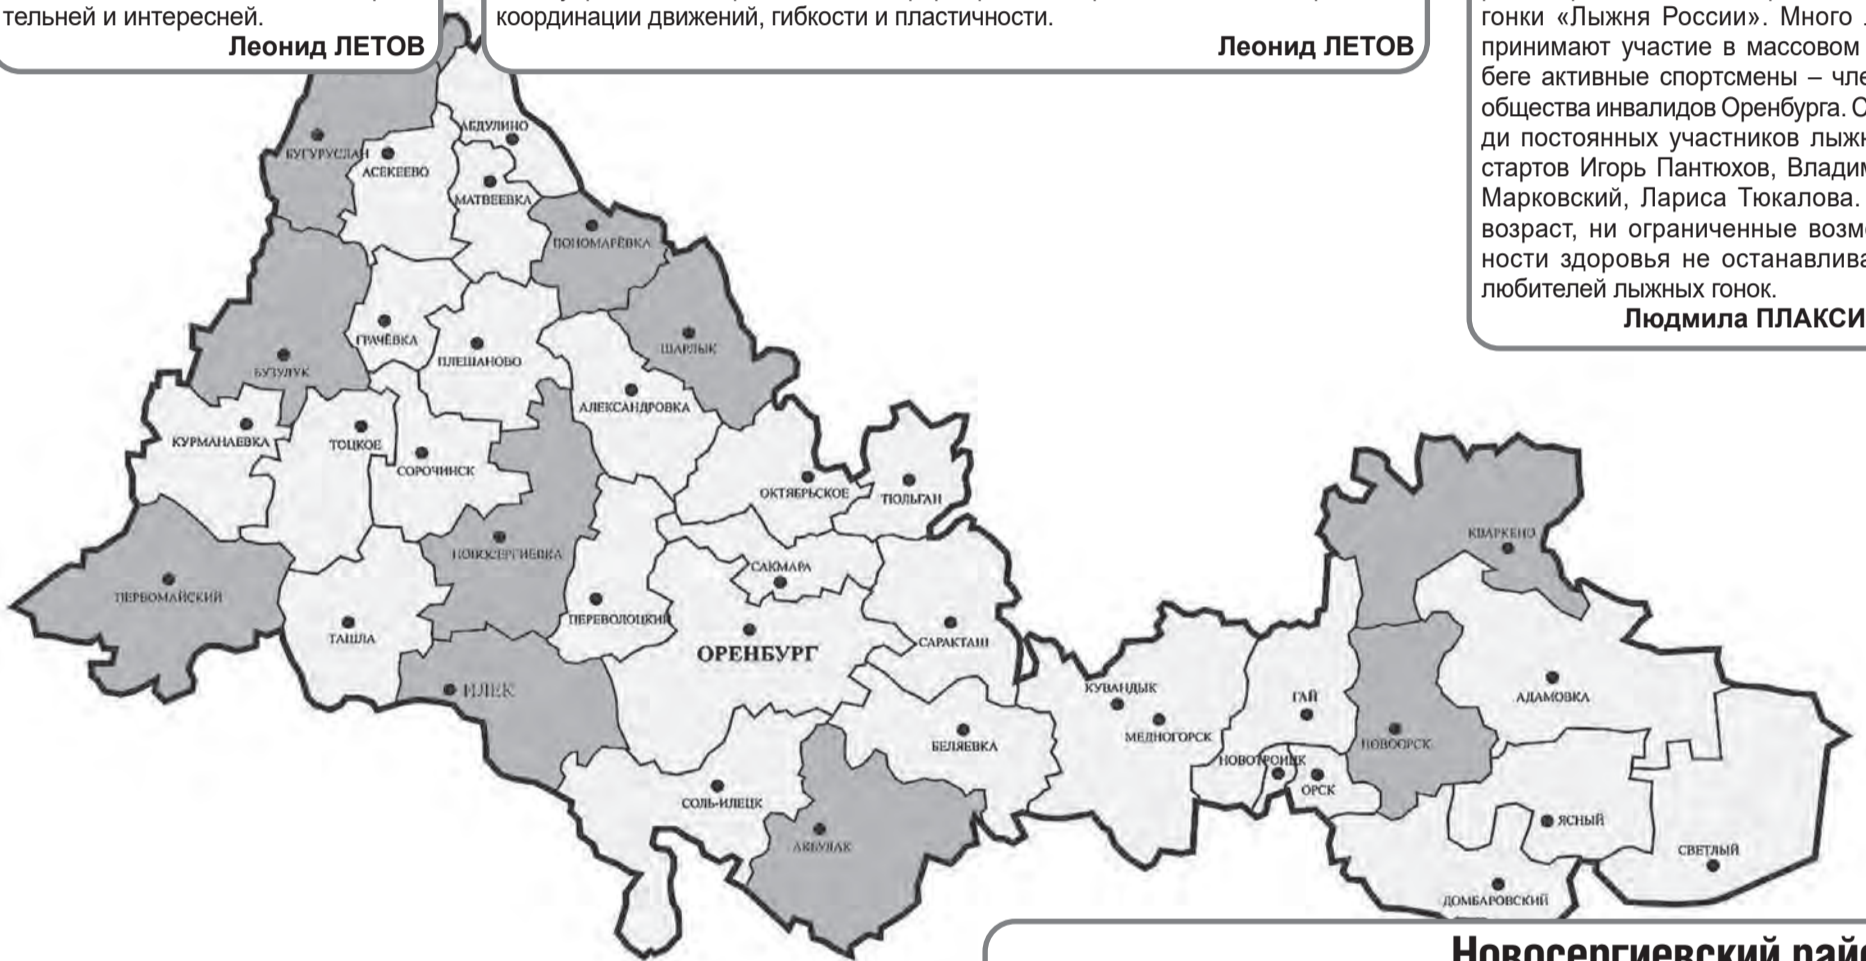 тельней и интересней.
Леонид ЛЕТОВ
координации движений, гибкости и пластичности.
Леонид ЛЕТОВ
гонки «Лыжня России». Много
принимают участие в массовом
беге активные спортсмены – чле
общества инвалидов Оренбурга. С
ди постоянных участников лыжн
стартов Игорь Пантюхов, Владим
Марковский, Лариса Тюкалова.
возраст, ни ограниченные возм
ности здоровья не останавлива
любителей лыжных гонок.
Людмила ПЛАКСИ
АБДУЛИНО
БУГУРУСЛАН
АСЕКЕЕВО
МАТВЕЕВКА
ПОНОМАРЁВКА
ГРАЧЁВКА
ПЛЕШАНОВО
ШАРЛЫК
БУЗУЛУК
АЛЕКСАНДРОВКА
КУРМАНАЕВКА
ТОЦКОЕ
СОРОЧИНСК
ОКТЯБРЬСКОЕ
ТЮЛЬГАН
КВАРКЕНО
НОВОСЕРГИЕВКА
САКМАРА
ПЕРВОМАЙСКИЙ
ПЕРЕВОЛОЦКИЙ
ТАШЛА
ОРЕНБУРГ
САРАКТАШ
ИЛЕК
КУВАНДЫК
ГАЙ
АДАМОВКА
МЕДНОГОРСК
БЕЛЯЕВКА
НОВООРСК
НОВОТРОИЦК
ОРСК
СОЛЬ-ИЛЕЦК
ЯСНЫЙ
АКБУЛАК
СВЕТЛЫЙ
ДОМБАРОВСКИЙ
Новосергиевский райо